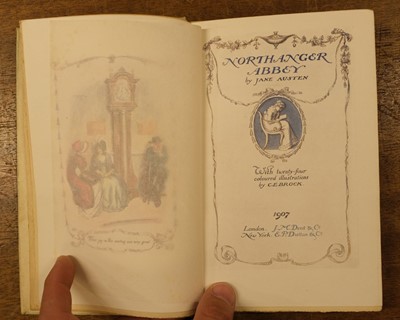 NORTHANGER
ABBEY
by JANE AUSTEN
With twenty-four
coloured illustrations
by C.E.BROCK
1907
London J.M.Dent & Co
New York E.P.Dutton & Co